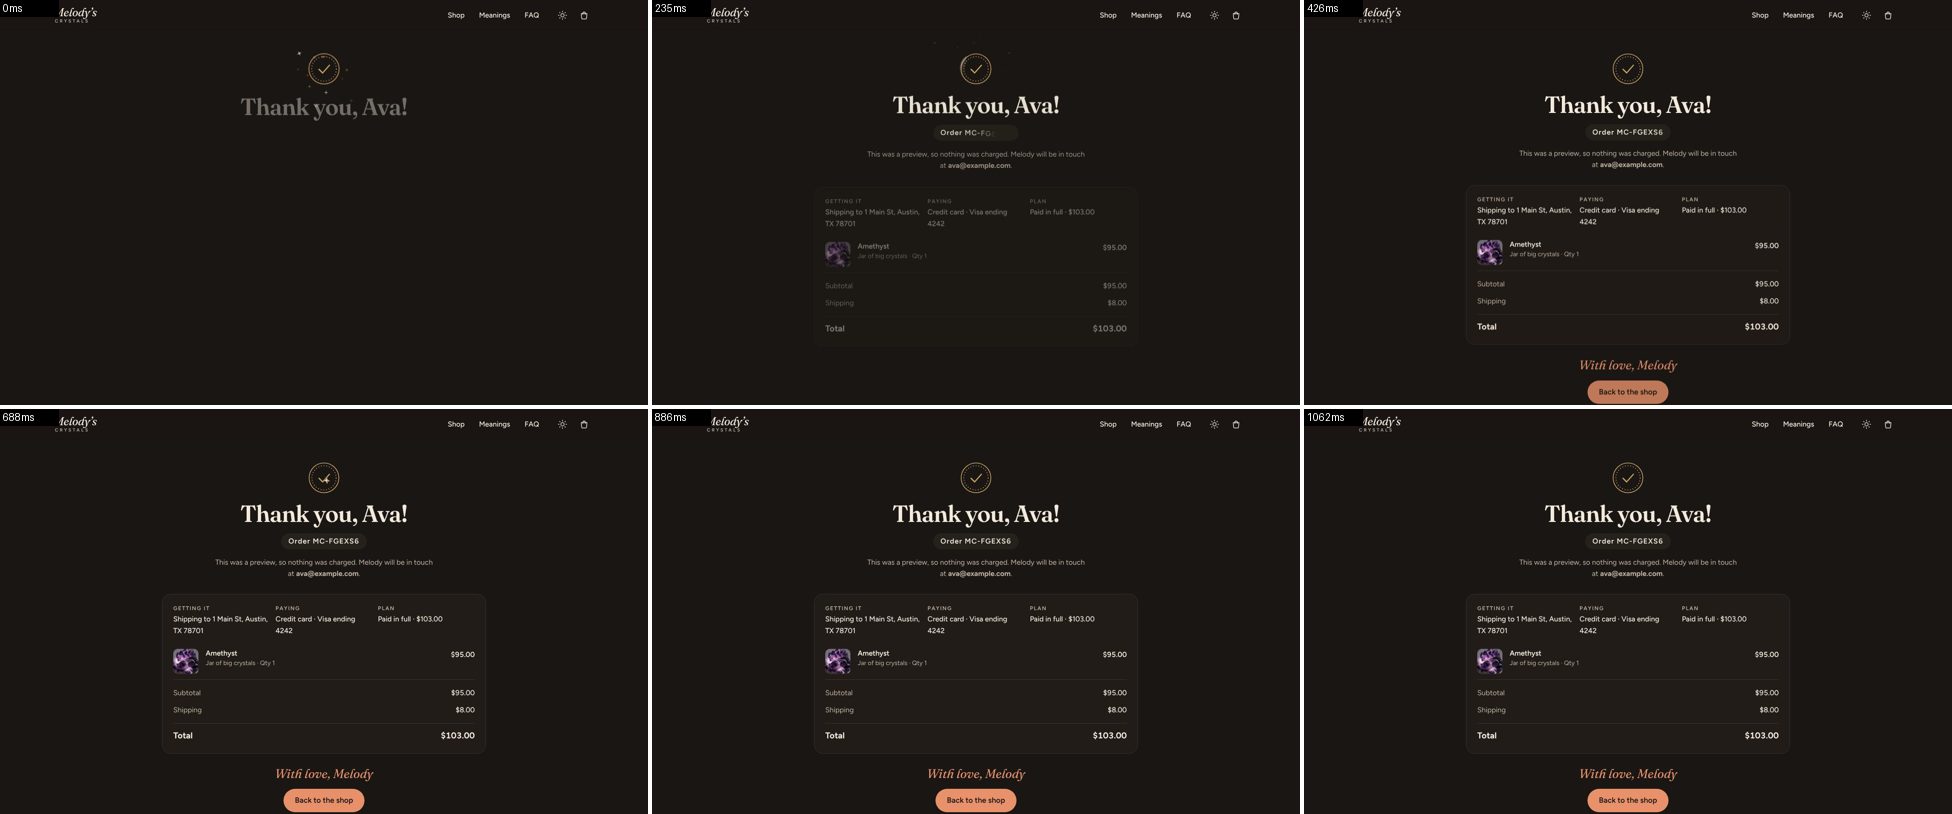 0ms
Melody's
CRYSTALS
Shop Meanings FAQ
Thank you, Ava!
235ms
Melody's
CRYSTALS
Shop Meanings FAQ
Thank you, Ava!
Order MC-FG
This was a preview, so nothing was charged. Melody will be in touch
at ava@example.com.
GETTING IT PAYING PLAN
Shipping to 1 Main St, Austin, Credit card · Visa ending Paid in full · $103.00
TX 78701 4242
Amethyst $95.00
Jar of big crystals · Qty 1
Subtotal $95.00
Shipping $8.00
Total $103.00
426ms
Melody's
CRYSTALS
Shop Meanings FAQ
Thank you, Ava!
Order MC-FGEXS6
This was a preview, so nothing was charged. Melody will be in touch
at ava@example.com.
GETTING IT PAYING PLAN
Shipping to 1 Main St, Austin, Credit card · Visa ending Paid in full · $103.00
TX 78701 4242
Amethyst $95.00
Jar of big crystals · Qty 1
Subtotal $95.00
Shipping $8.00
Total $103.00
With love, Melody
Back to the shop
688ms
Melody's
CRYSTALS
Shop Meanings FAQ
Thank you, Ava!
Order MC-FGEXS6
This was a preview, so nothing was charged. Melody will be in touch
at ava@example.com.
GETTING IT PAYING PLAN
Shipping to 1 Main St, Austin, Credit card · Visa ending Paid in full · $103.00
TX 78701 4242
Amethyst $95.00
Jar of big crystals · Qty 1
Subtotal $95.00
Shipping $8.00
Total $103.00
With love, Melody
Back to the shop
886ms
Melody's
CRYSTALS
Shop Meanings FAQ
Thank you, Ava!
Order MC-FGEXS6
This was a preview, so nothing was charged. Melody will be in touch
at ava@example.com.
GETTING IT PAYING PLAN
Shipping to 1 Main St, Austin, Credit card · Visa ending Paid in full · $103.00
TX 78701 4242
Amethyst $95.00
Jar of big crystals · Qty 1
Subtotal $95.00
Shipping $8.00
Total $103.00
With love, Melody
Back to the shop
1062ms
Melody's
CRYSTALS
Shop Meanings FAQ
Thank you, Ava!
Order MC-FGEXS6
This was a preview, so nothing was charged. Melody will be in touch
at ava@example.com.
GETTING IT PAYING PLAN
Shipping to 1 Main St, Austin, Credit card · Visa ending Paid in full · $103.00
TX 78701 4242
Amethyst $95.00
Jar of big crystals · Qty 1
Subtotal $95.00
Shipping $8.00
Total $103.00
With love, Melody
Back to the shop